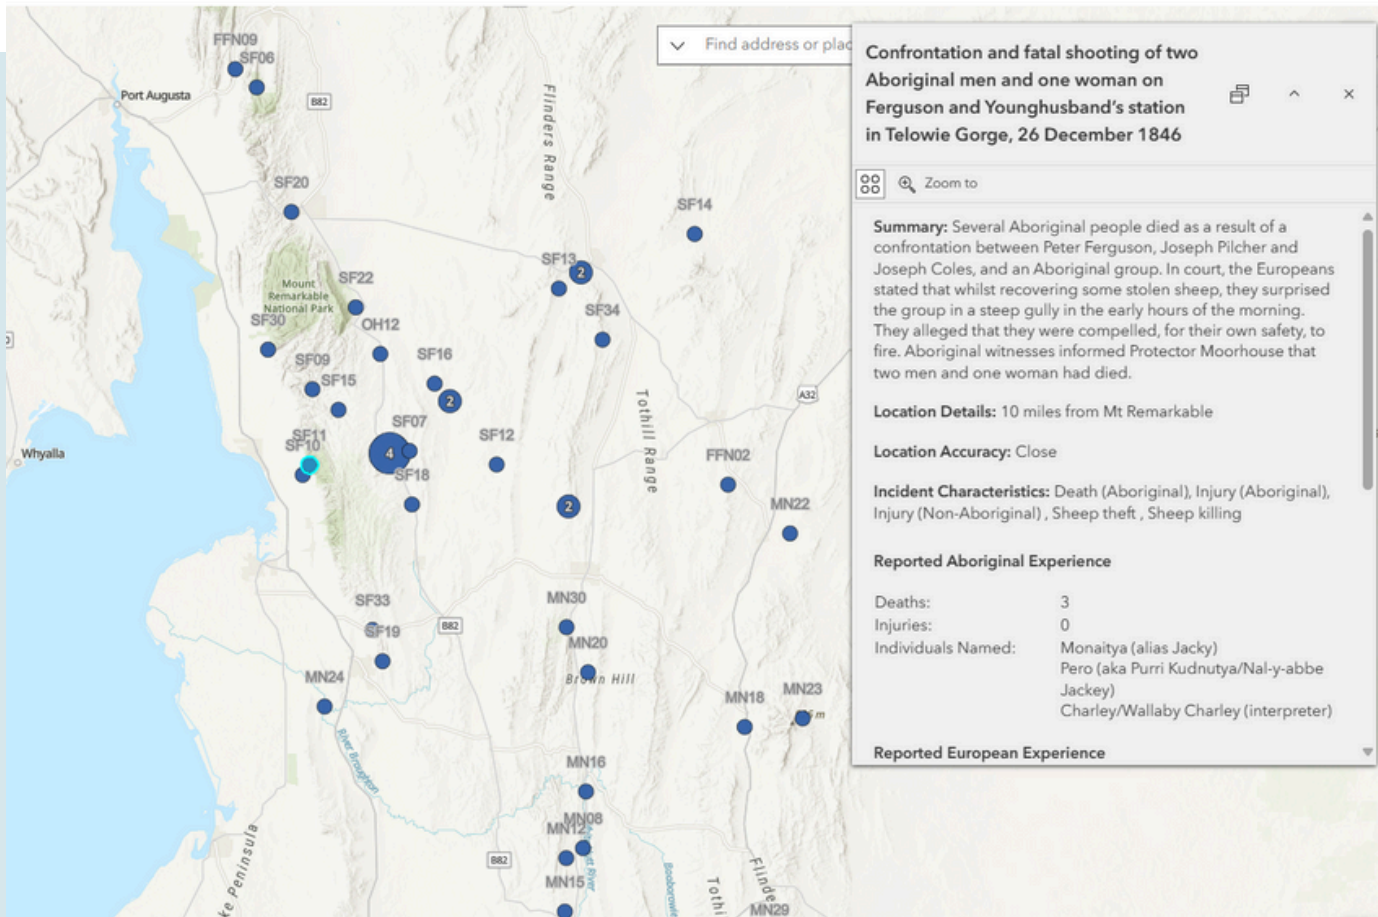 FFN09
SF06
Port Augusta
B82
Flinders Range
Find address or plac
SF20
SF14
Mount
Remarkable
National Park
SF22
SF13
2
SF30
OH12
SF34
SF09
SF16
SF15
2
A32
Tothill Range
SF07
SF11
SF10
4
SF12
Whyalla
SF18
FFN02
2
MN22
SF33
SF19
B82
MN30
MN20
Brown Hill
MN24
MN18
MN23
River Broughton
MN16
MN08
MN12
B82
MN15
ke Peninsula
Tothi
Flinde
MN29
Confrontation and fatal shooting of two
Aboriginal men and one woman on
Ferguson and Younghusband's station
in Telowie Gorge, 26 December 1846
Zoom to
Summary: Several Aboriginal people died as a result of a
confrontation between Peter Ferguson, Joseph Pilcher and
Joseph Coles, and an Aboriginal group. In court, the Europeans
stated that whilst recovering some stolen sheep, they surprised
the group in a steep gully in the early hours of the morning.
They alleged that they were compelled, for their own safety, to
fire. Aboriginal witnesses informed Protector Moorhouse that
two men and one woman had died.
Location Details: 10 miles from Mt Remarkable
Location Accuracy: Close
Incident Characteristics: Death (Aboriginal), Injury (Aboriginal),
Injury (Non-Aboriginal) , Sheep theft , Sheep killing
Reported Aboriginal Experience
Deaths: 3
Injuries: 0
Individuals Named: Monaitya (alias Jacky)
Pero (aka Purri Kudnutya/Nal-y-abbe
Jackey)
Charley/Wallaby Charley (interpreter)
Reported European Experience